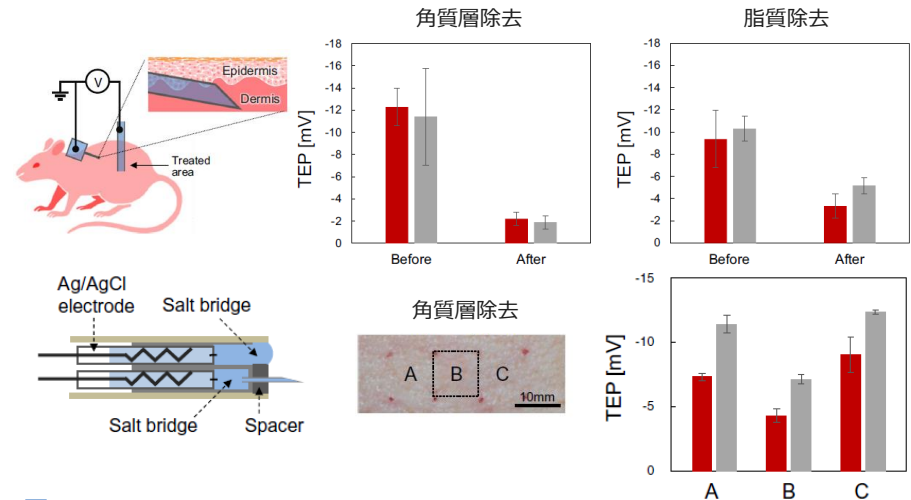 角質層除去
脂質除去
V
Epidermis
Dermis
Treated
area
TEP [mV]
-18
-16
-14
-12
-10
-8
-6
-4
-2
0
Before
After
TEP [mV]
-18
-16
-14
-12
-10
-8
-6
-4
-2
0
Before
After
Ag/AgCl
electrode
Salt bridge
Salt bridge
Spacer
角質層除去
A B C
10mm
TEP [mV]
-15
-10
-5
0
A
B
C